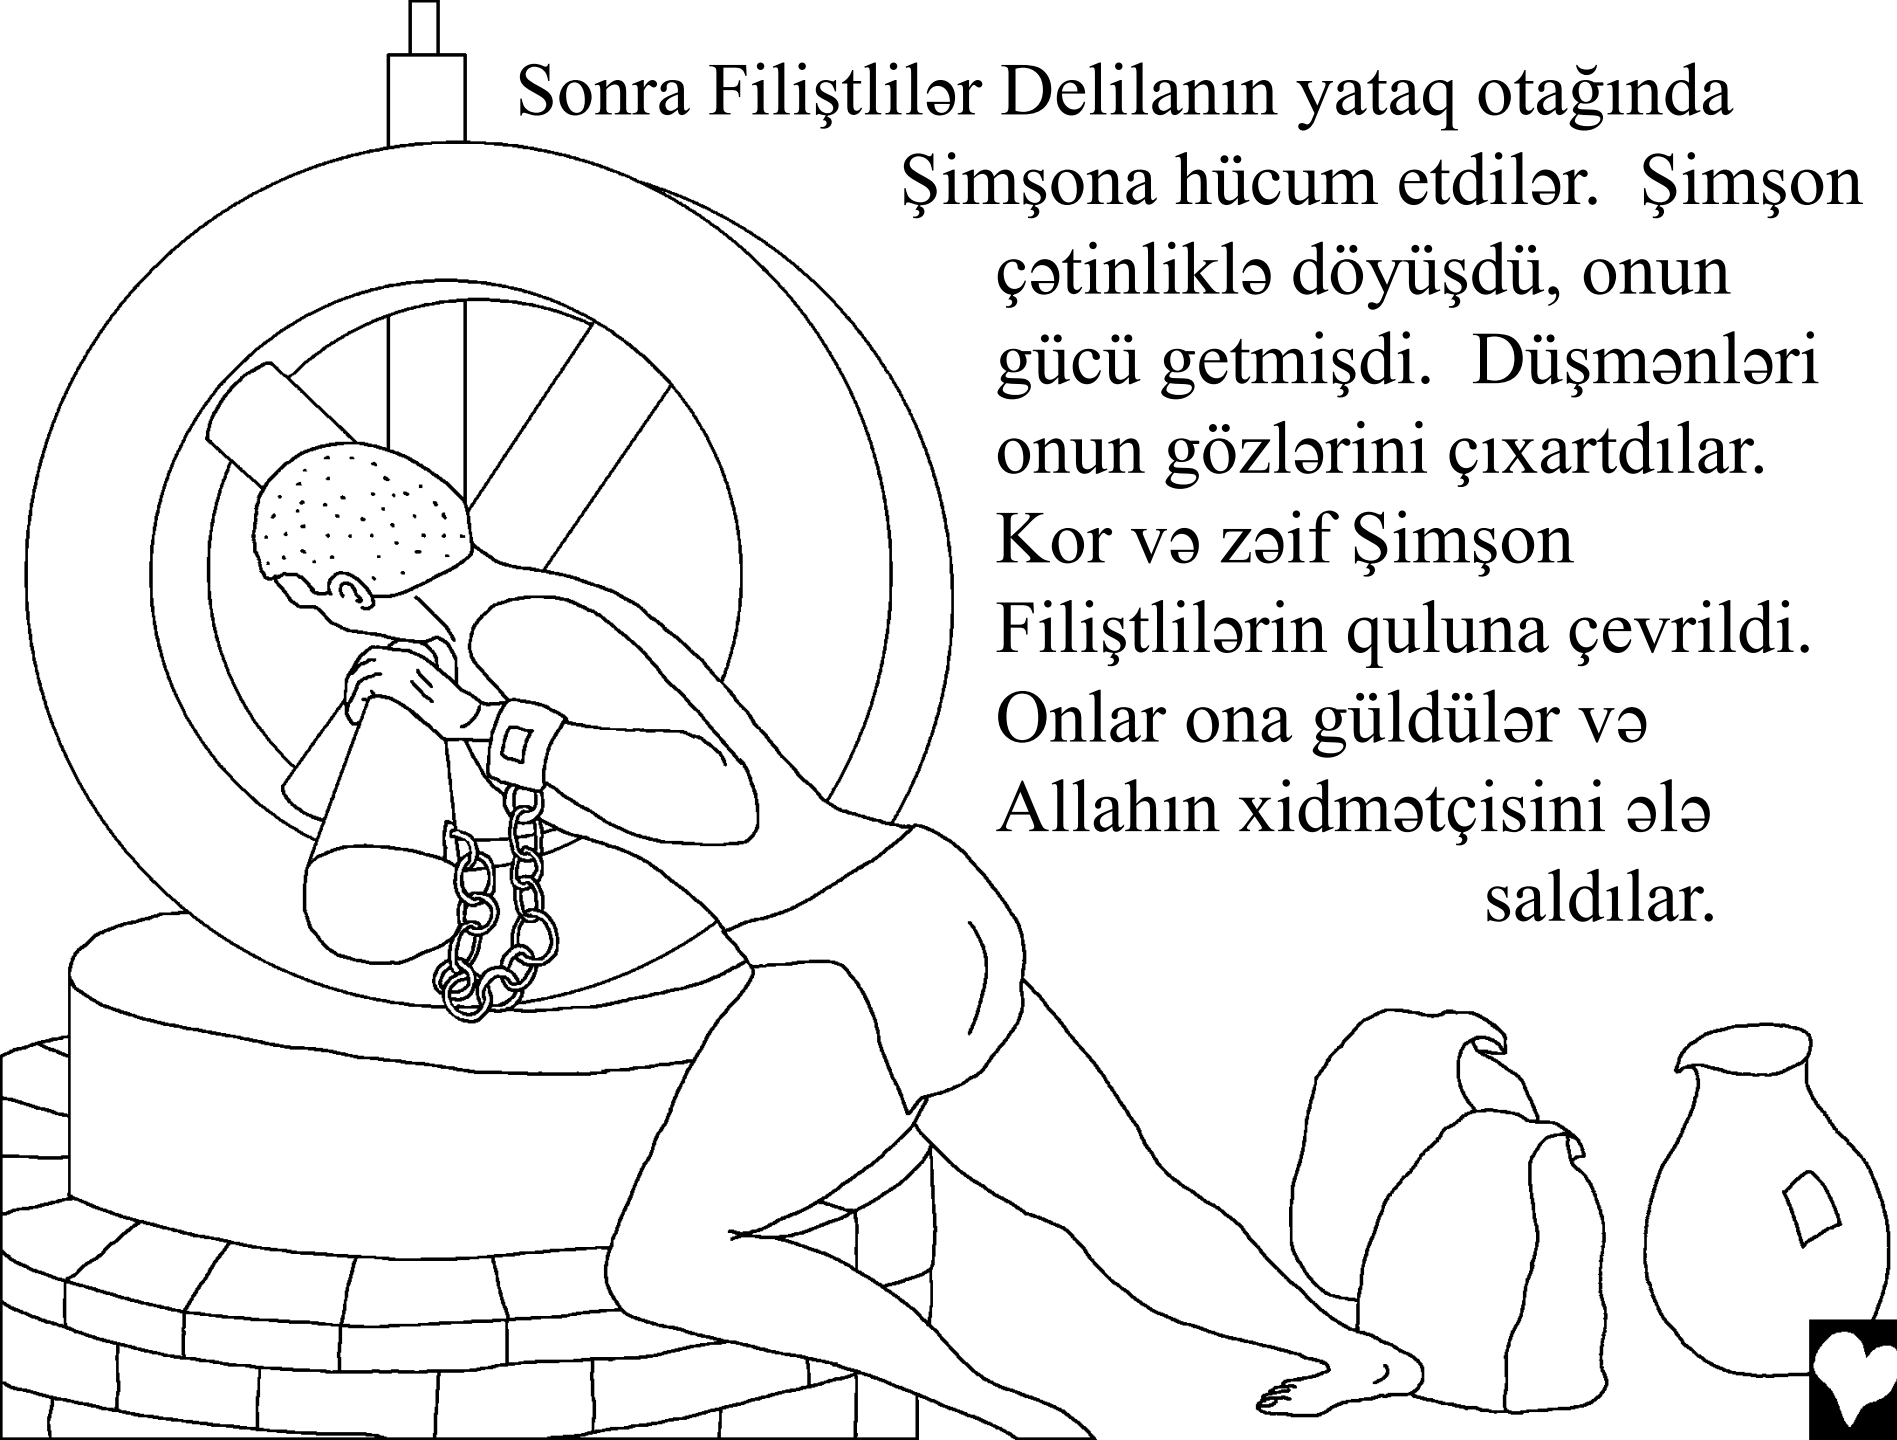 Sonra Filiştlilər Delilanın yataq otağında
Şimşona hücum etdilər.  Şimşon
çətinliklə döyüşdü, onun
gücü getmişdi.  Düşmənləri
onun gözlərini çıxartdılar.
Kor və zəif Şimşon
Filiştlilərin quluna çevrildi.
Onlar ona güldülər və
Allahın xidmətçisini ələ
saldılar.